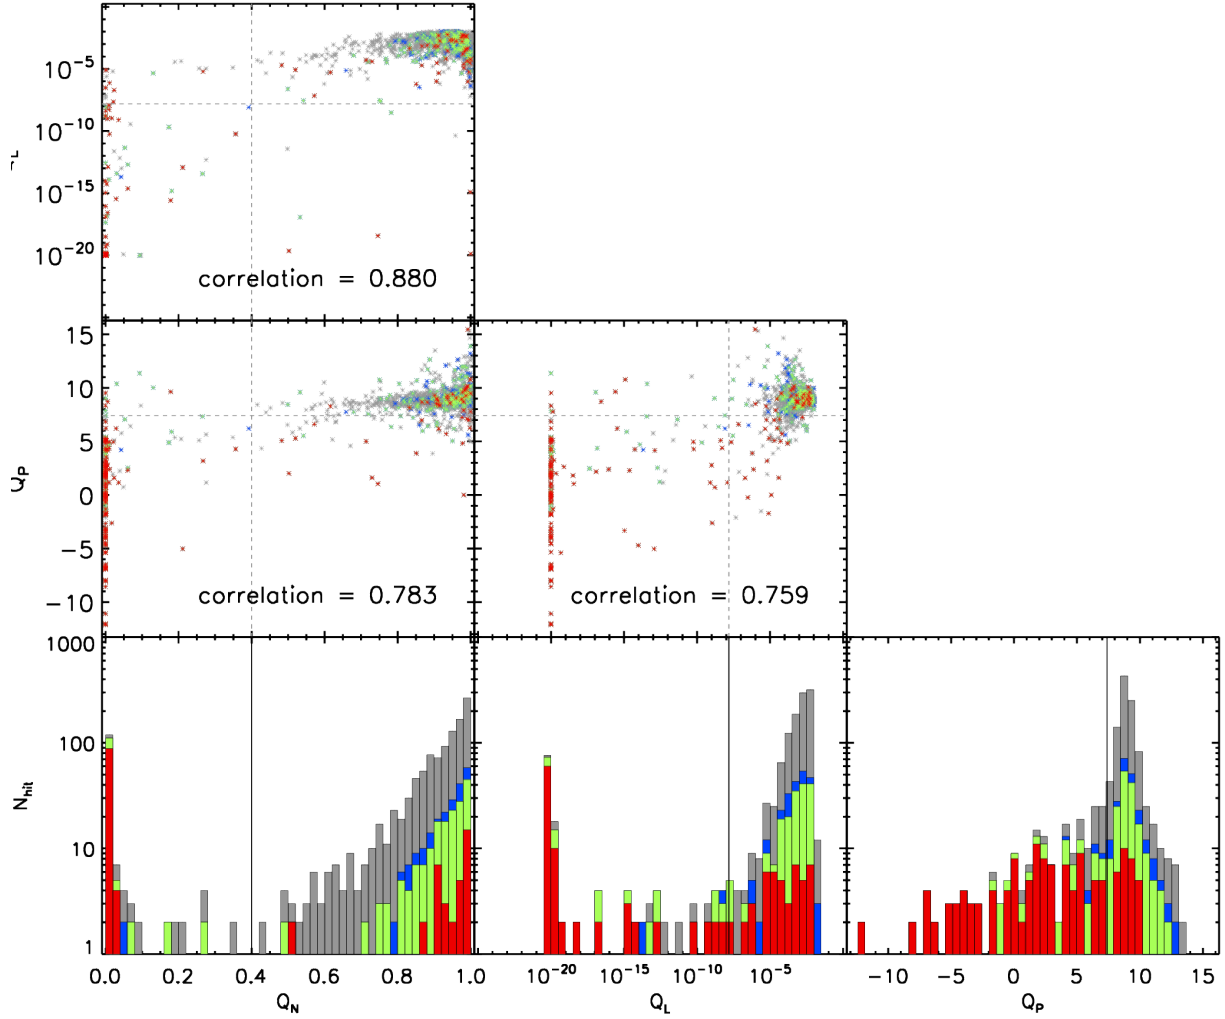 10⁻⁵
10⁻¹⁰
10⁻¹⁵
10⁻²⁰
correlation = 0.880
15
10
5
0
−5
−10
Q_P
correlation = 0.783
correlation = 0.759
1000
100
10
1
N_hit
0.0 0.2 0.4 0.6 0.8 1.0
10⁻²⁰ 10⁻¹⁵ 10⁻¹⁰ 10⁻⁵
−10 −5 0 5 10 15
Q_N
Q_L
Q_P